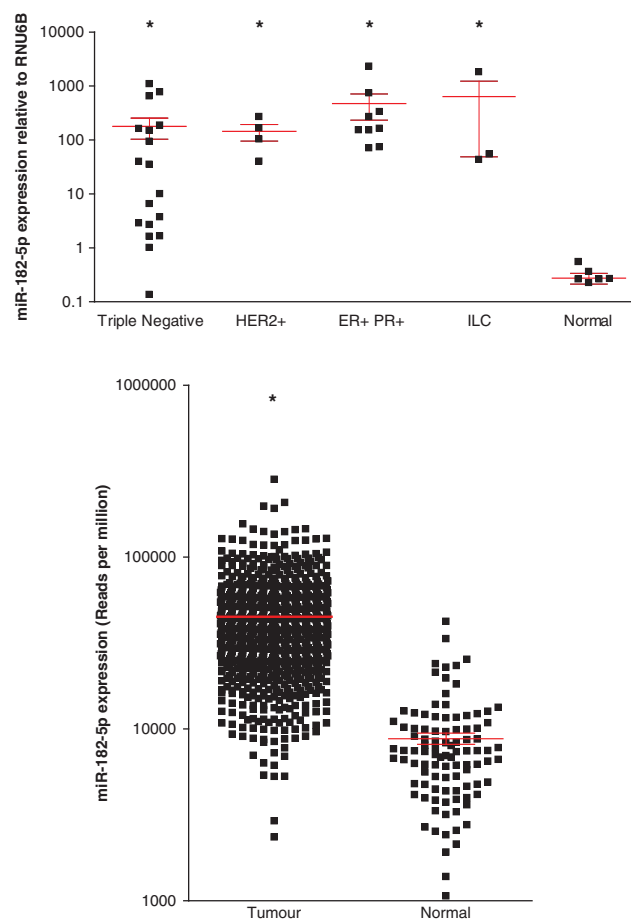 miR-182-5p expression relative to RNU6B
10000
1000
100
10
1
0.1
* * * *
Triple Negative HER2+ ER+ PR+ ILC Normal
miR-182-5p expression (Reads per million)
1000000
100000
10000
1000
*
Tumour Normal